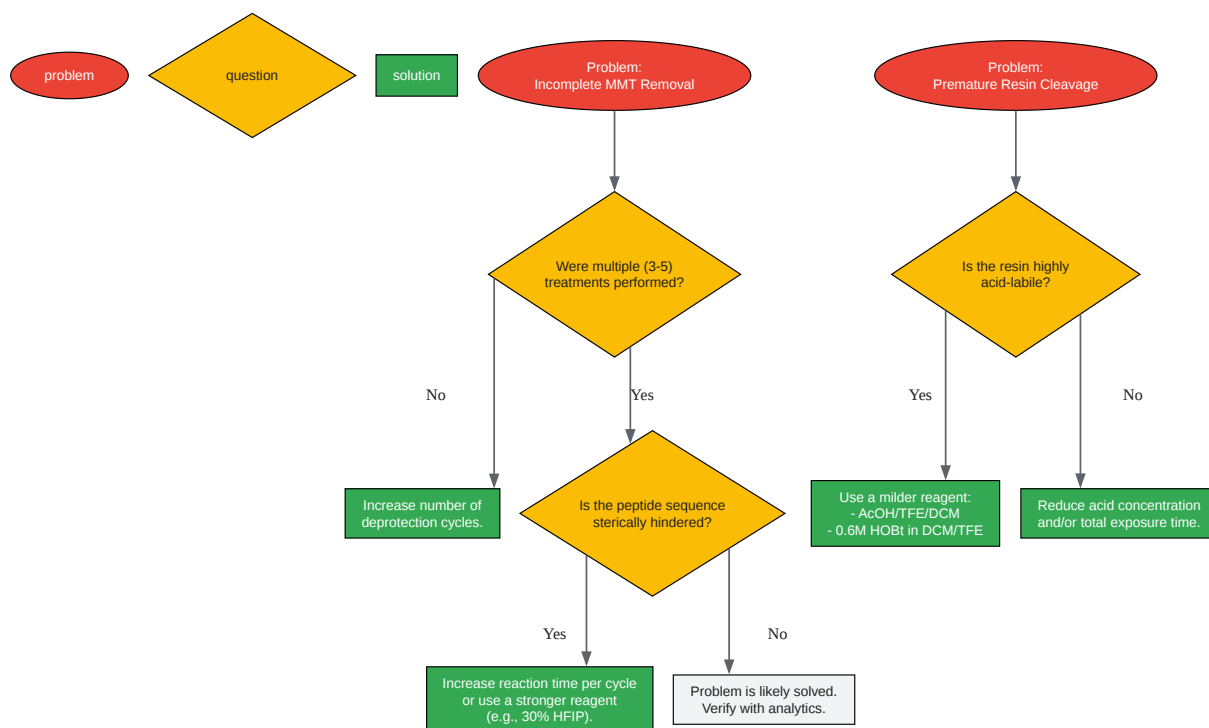 problem
question
solution
Problem:
Incomplete MMT Removal
Problem:
Premature Resin Cleavage
Were multiple (3-5)
treatments performed?
Is the resin highly
acid-labile?
No
Yes
Yes
No
Increase number of
deprotection cycles.
Is the peptide sequence
sterically hindered?
Use a milder reagent:
- AcOH/TFE/DCM
- 0.6M HOBt in DCM/TFE
Reduce acid concentration
and/or total exposure time.
Yes
No
Increase reaction time per cycle
or use a stronger reagent
(e.g., 30% HFIP).
Problem is likely solved.
Verify with analytics.